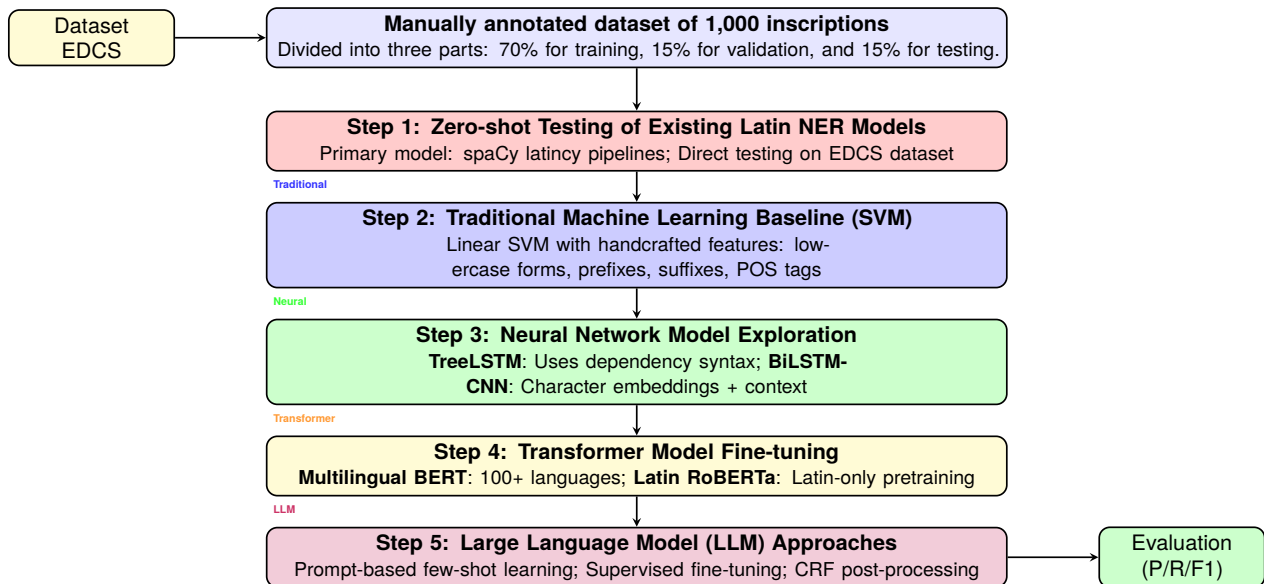 Dataset
EDCS
Manually annotated dataset of 1,000 inscriptions
Divided into three parts: 70% for training, 15% for validation, and 15% for testing.
Step 1: Zero-shot Testing of Existing Latin NER Models
Primary model: spaCy latincy pipelines; Direct testing on EDCS dataset
Traditional
Step 2: Traditional Machine Learning Baseline (SVM)
Linear SVM with handcrafted features: low-
ercase forms, prefixes, suffixes, POS tags
Neural
Step 3: Neural Network Model Exploration
TreeLSTM: Uses dependency syntax; BiLSTM-
CNN: Character embeddings + context
Transformer
Step 4: Transformer Model Fine-tuning
Multilingual BERT: 100+ languages; Latin RoBERTa: Latin-only pretraining
LLM
Step 5: Large Language Model (LLM) Approaches
Prompt-based few-shot learning; Supervised fine-tuning; CRF post-processing
Evaluation
(P/R/F1)